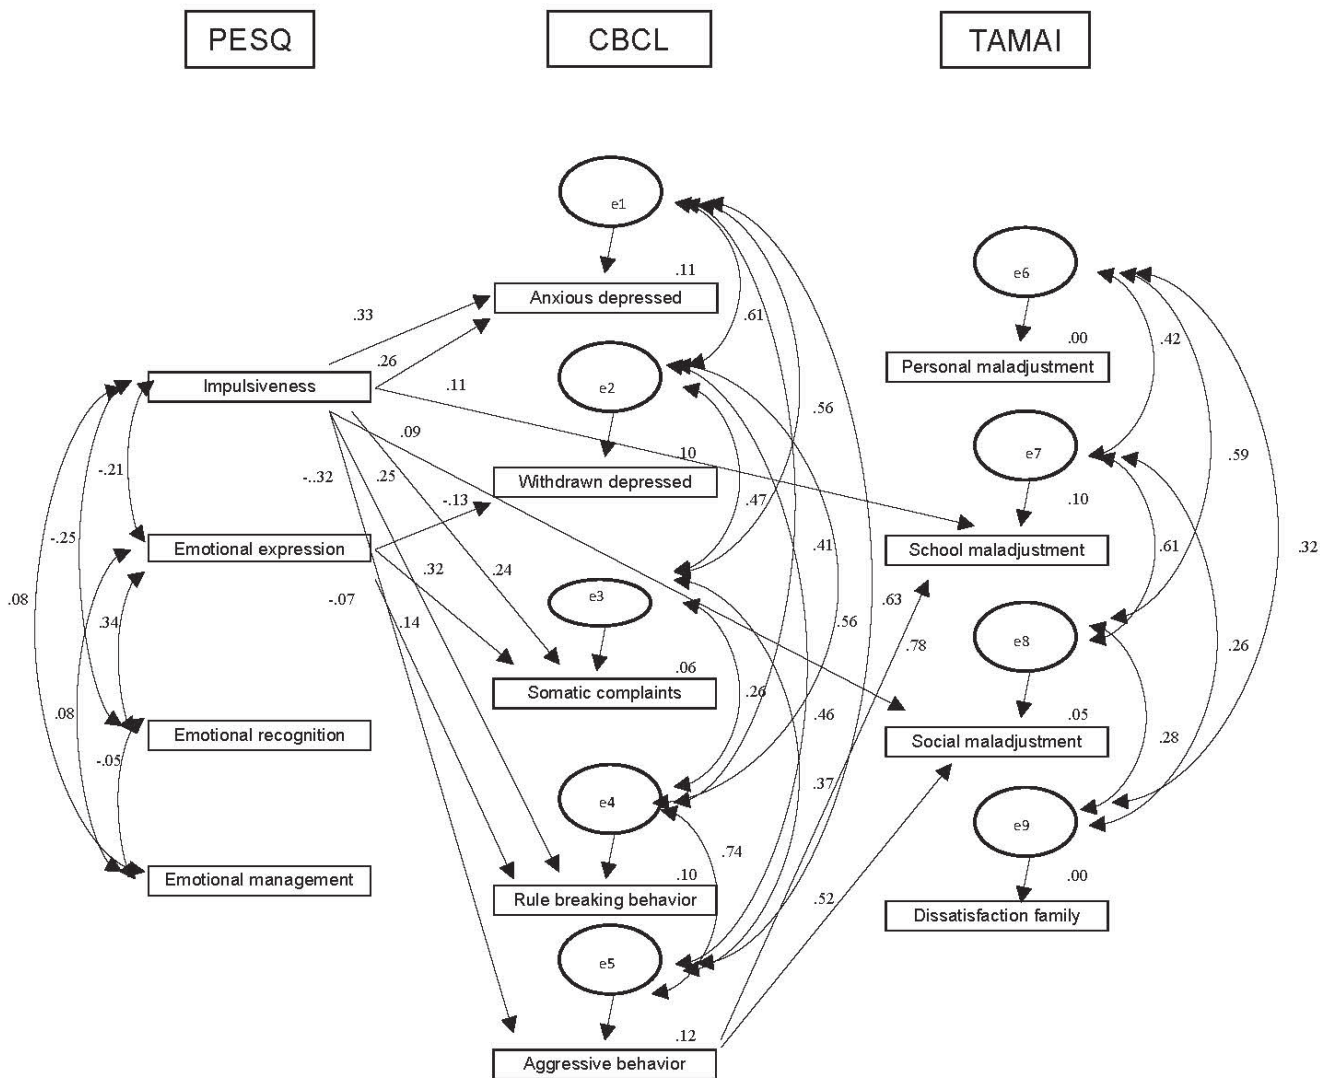 PESQ CBCL TAMAI
e1
e6
.11
Anxious depressed
.33
.61
.00
.42
Personal maladjustment
.26
Impulsiveness
.11
e2
.56
.09
.10
e7
.59
-.21
-..32
.25
Withdrawn depressed
-.13
.47
.10
-.25
Emotional expression
.41
School maladjustment
.61
.32
.32
.24
.08
-.07
e3
.63
.34
.14
.56
e8
.78
.26
.06
Somatic complaints
.26
.08
.46
.05
Emotional recognition
Social maladjustment
.28
-.05
.37
e4
e9
.74
.10
.00
Emotional management
Rule breaking behavior
.52
Dissatisfaction family
e5
.12
Aggressive behavior